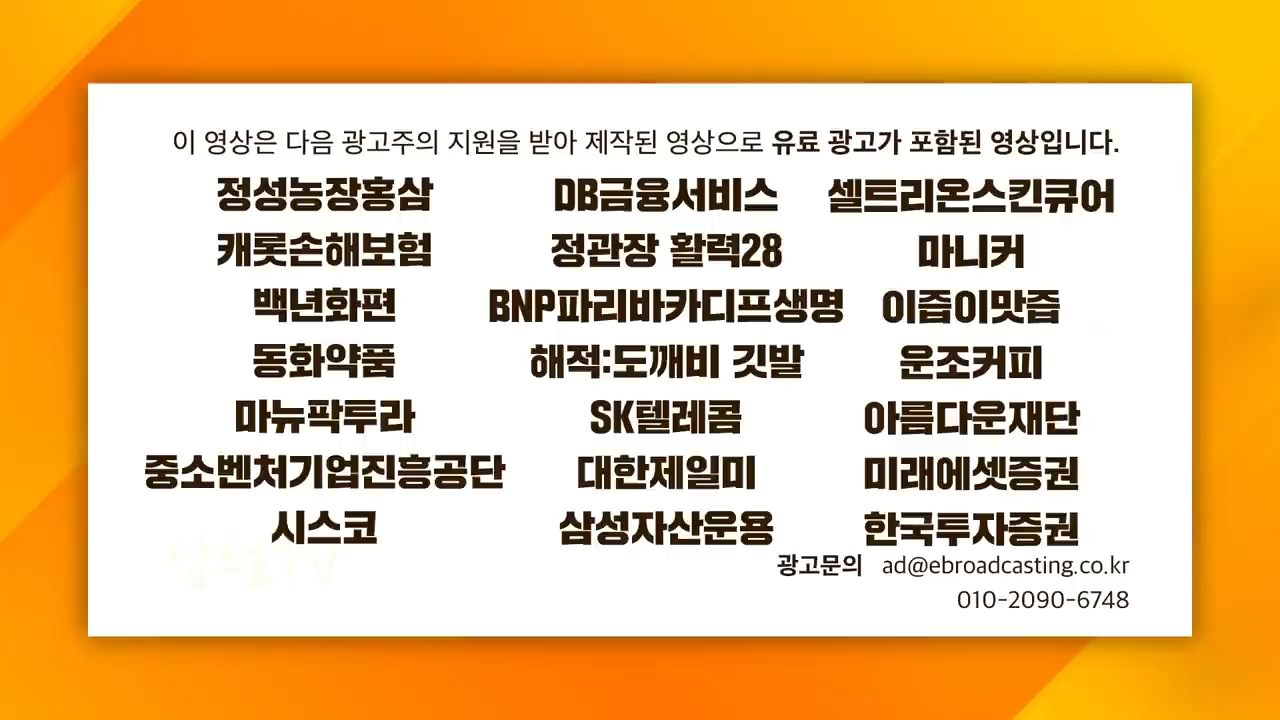 이 영상은 다음 광고주의 지원을 받아 제작된 영상으로 유료 광고가 포함된 영상입니다.
정성농장홍삼 DB금융서비스 셀트리온스킨큐어
캐롯손해보험 정관장 활력28 마니커
백년화편 BNP파리바카디프생명 이즙이맛즙
동화약품 해적:도깨비 깃발 운조커피
마뉴팍투라 SK텔레콤 아름다운재단
중소벤처기업진흥공단 대한제일미 미래에셋증권
시스코 삼성자산운용 한국투자증권
광고문의 ad@ebroadcasting.co.kr
010-2090-6748